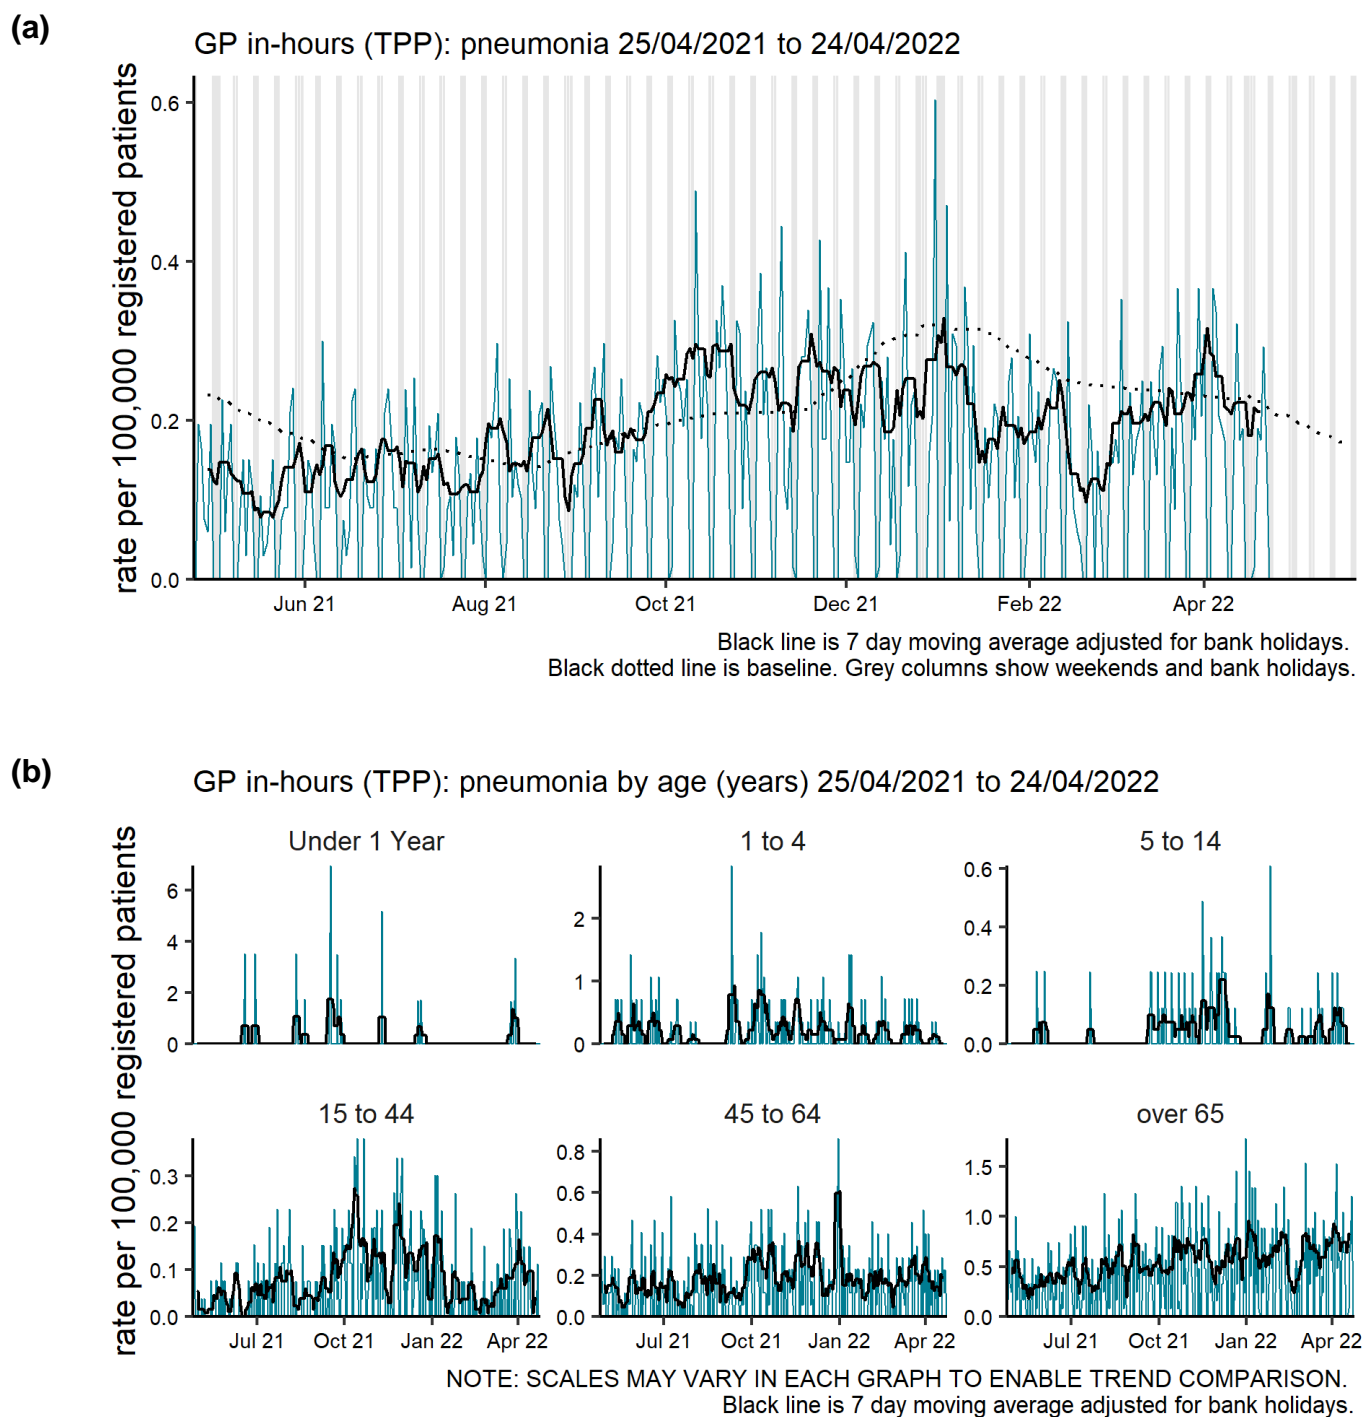 (a)
GP in-hours (TPP): pneumonia 25/04/2021 to 24/04/2022
rate per 100,000 registered patients
0.6
0.4
0.2
0.0
Jun 21 Aug 21 Oct 21 Dec 21 Feb 22 Apr 22
Black line is 7 day moving average adjusted for bank holidays.
Black dotted line is baseline. Grey columns show weekends and bank holidays.
(b)
GP in-hours (TPP): pneumonia by age (years) 25/04/2021 to 24/04/2022
rate per 100,000 registered patients
Under 1 Year
6
4
2
0
1 to 4
2
1
0
5 to 14
0.6
0.4
0.2
0.0
15 to 44
0.3
0.2
0.1
0.0
Jul 21 Oct 21 Jan 22 Apr 22
45 to 64
0.8
0.6
0.4
0.2
0.0
Jul 21 Oct 21 Jan 22 Apr 22
over 65
1.5
1.0
0.5
0.0
Jul 21 Oct 21 Jan 22 Apr 22
NOTE: SCALES MAY VARY IN EACH GRAPH TO ENABLE TREND COMPARISON.
Black line is 7 day moving average adjusted for bank holidays.